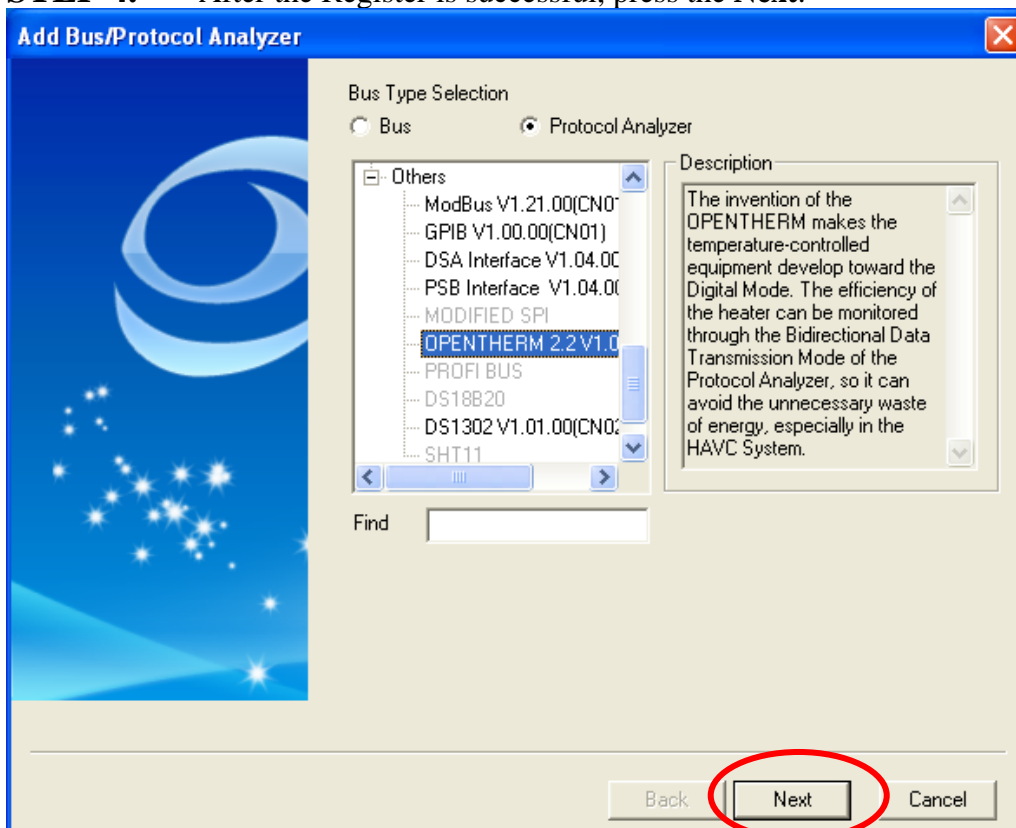 STEP 4. After the Register is successful, press the Next.
Add Bus/Protocol Analyzer
Bus Type Selection
Bus Protocol Analyzer
Others
ModBus V1.21.00(CN0
GPIB V1.00.00(CN01)
DSA Interface V1.04.00
PSB Interface V1.04.00
MODIFIED SPI
OPENTHERM 2.2 V1.0
PROFI BUS
DS18B20
DS1302 V1.01.00(CN02
SHT11
Description
The invention of the
OPENTHERM makes the
temperature-controlled
equipment develop toward the
Digital Mode. The efficiency of
the heater can be monitored
through the Bidirectional Data
Transmission Mode of the
Protocol Analyzer, so it can
avoid the unnecessary waste
of energy, especially in the
HAVC System.
Find
Back Next Cancel